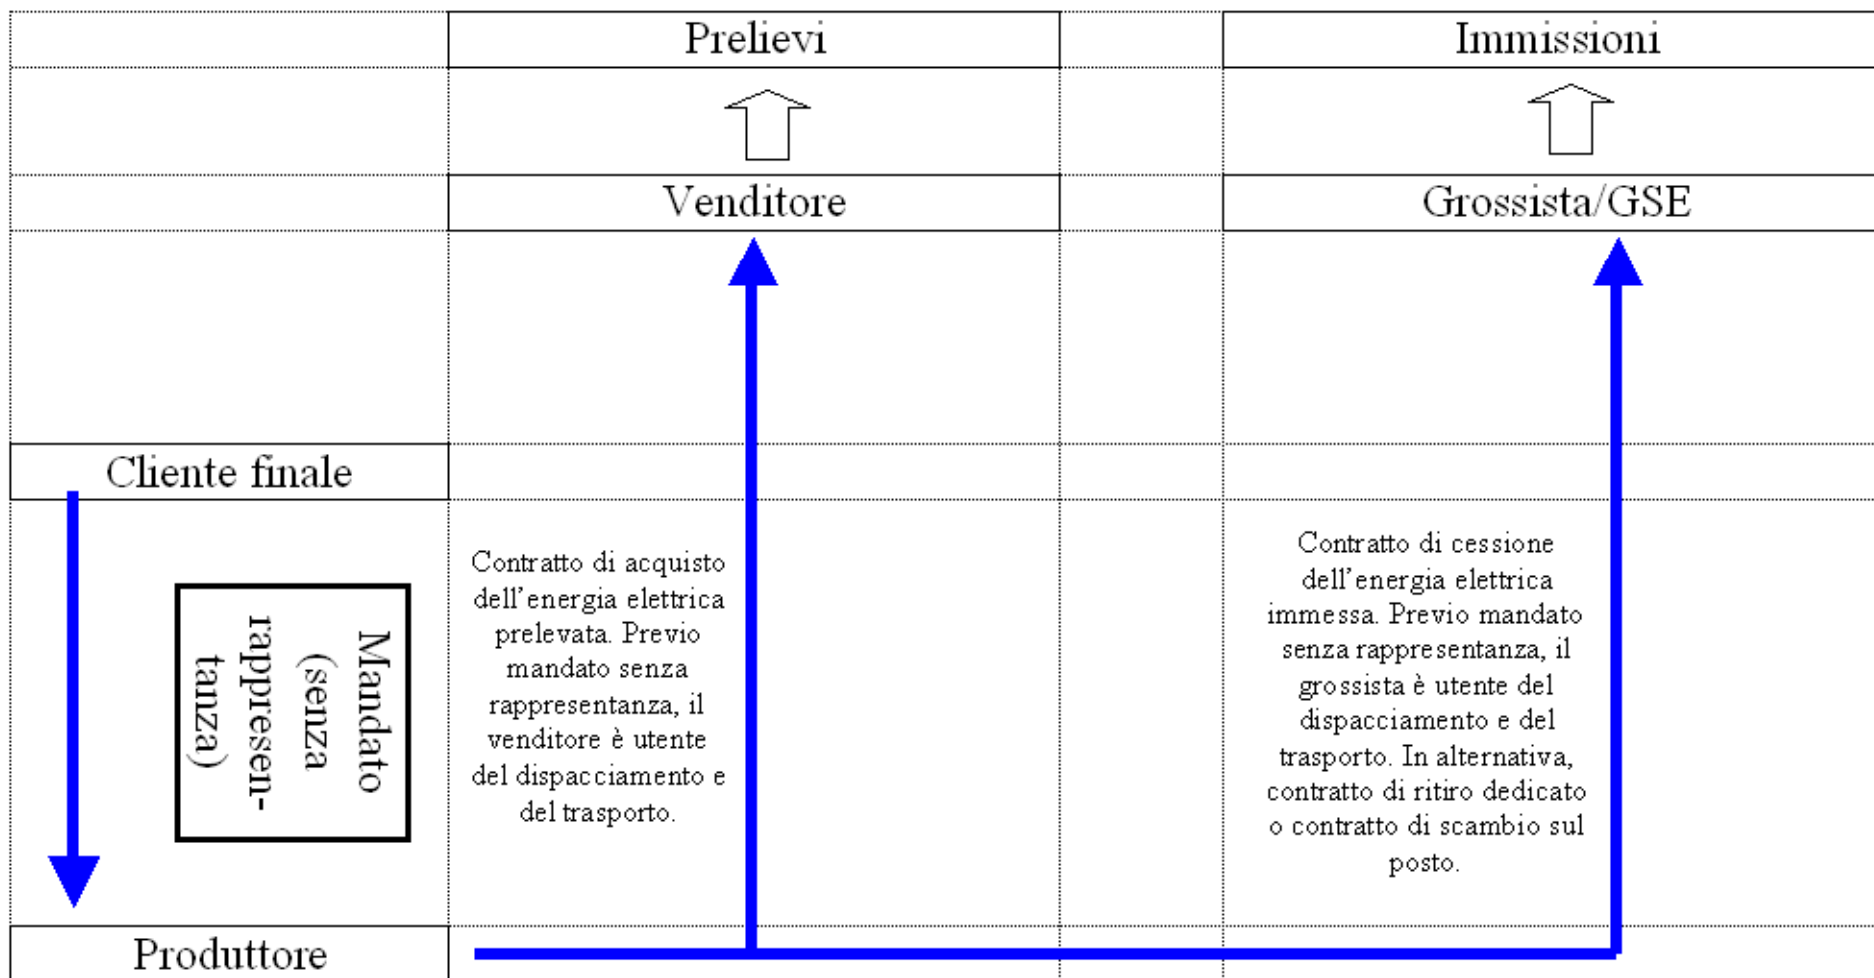 Prelievi
Immissioni
Venditore
Grossista/GSE
Cliente finale
Mandato
(senza
rappresen-
tanza)
Contratto di acquisto
dell'energia elettrica
prelevata. Previo
mandato senza
rappresentanza, il
venditore è utente
del dispacciamento e
del trasporto.
Contratto di cessione
dell'energia elettrica
immessa. Previo mandato
senza rappresentanza, il
grossista è utente del
dispacciamento e del
trasporto. In alternativa,
contratto di ritiro dedicato
o contratto di scambio sul
posto.
Produttore